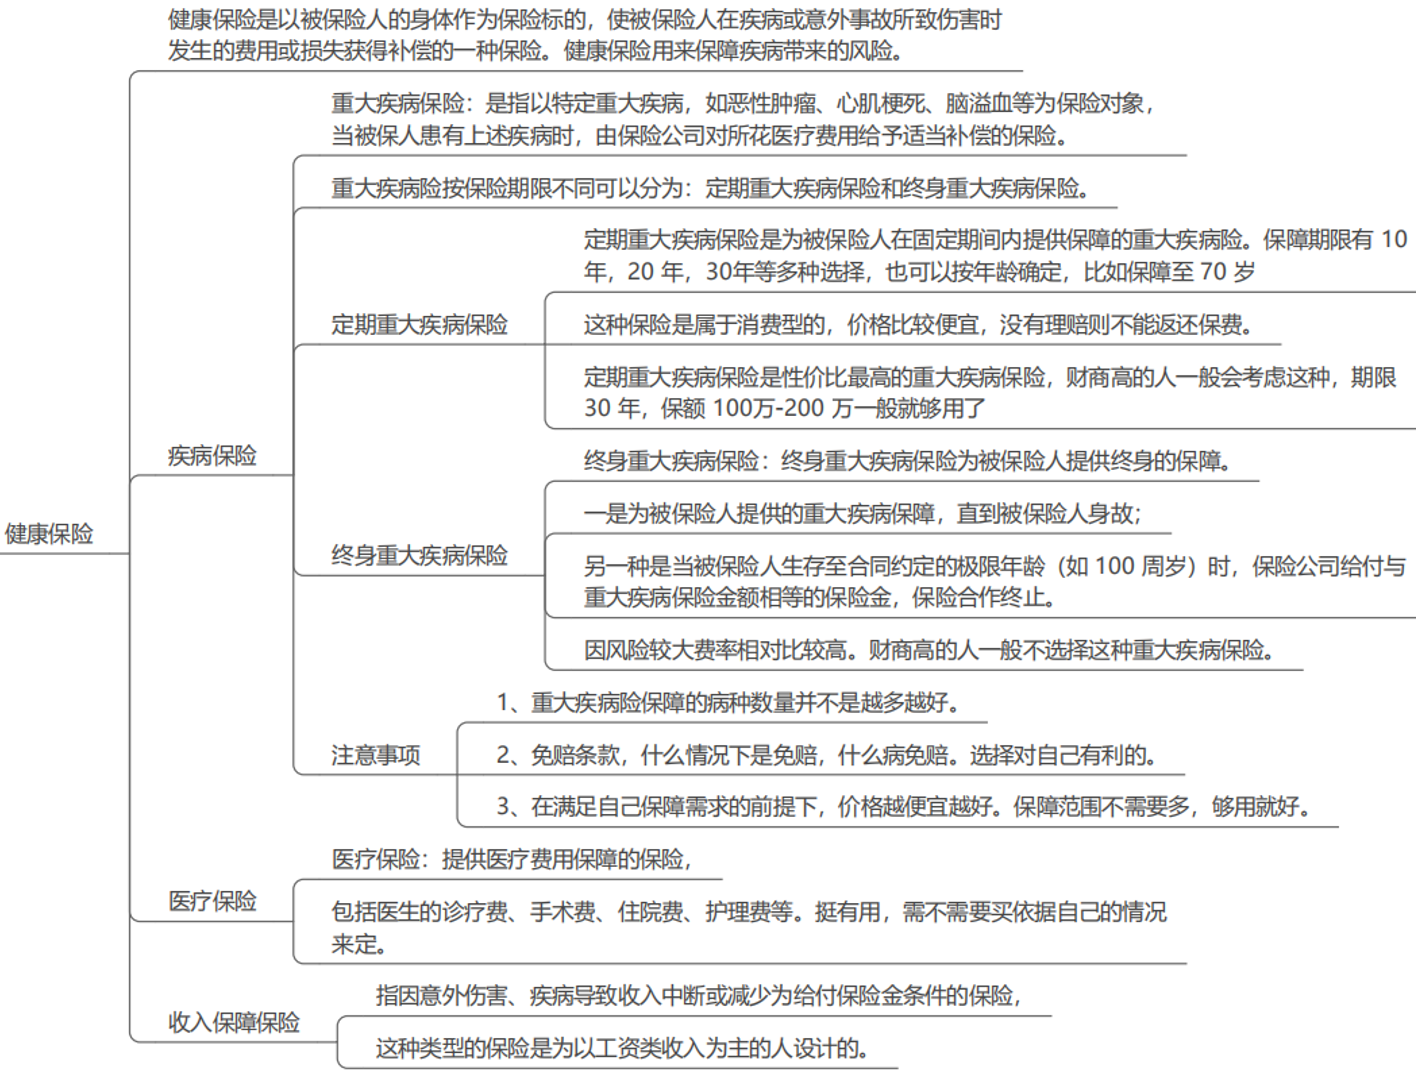 健康保险是以被保险人的身体作为保险标的，使被保险人在疾病或意外事故所致伤害时
发生的费用或损失获得补偿的一种保险。健康保险用来保障疾病带来的风险。
重大疾病保险：是指以特定重大疾病，如恶性肿瘤、心肌梗死、脑溢血等为保险对象，
当被保人患有上述疾病时，由保险公司对所花医疗费用给予适当补偿的保险。
重大疾病险按保险期限不同可以分为：定期重大疾病保险和终身重大疾病保险。
定期重大疾病保险是为被保险人在固定期间内提供保障的重大疾病险。保障期限有 10
年，20 年，30年等多种选择，也可以按年龄确定，比如保障至 70 岁
定期重大疾病保险
这种保险是属于消费型的，价格比较便宜，没有理赔则不能返还保费。
定期重大疾病保险是性价比最高的重大疾病保险，财商高的人一般会考虑这种，期限
30 年，保额 100万-200 万一般就够用了
疾病保险
终身重大疾病保险：终身重大疾病保险为被保险人提供终身的保障。
一是为被保险人提供的重大疾病保障，直到被保险人身故；
健康保险
终身重大疾病保险
另一种是当被保险人生存至合同约定的极限年龄（如 100 周岁）时，保险公司给付与
重大疾病保险金额相等的保险金，保险合作终止。
因风险较大费率相对比较高。财商高的人一般不选择这种重大疾病保险。
1、重大疾病险保障的病种数量并不是越多越好。
注意事项
2、免赔条款，什么情况下是免赔，什么病免赔。选择对自己有利的。
3、在满足自己保障需求的前提下，价格越便宜越好。保障范围不需要多，够用就好。
医疗保险：提供医疗费用保障的保险，
医疗保险
包括医生的诊疗费、手术费、住院费、护理费等。挺有用，需不需要买依据自己的情况
来定。
指因意外伤害、疾病导致收入中断或减少为给付保险金条件的保险，
收入保障保险
这种类型的保险是为以工资类收入为主的人设计的。